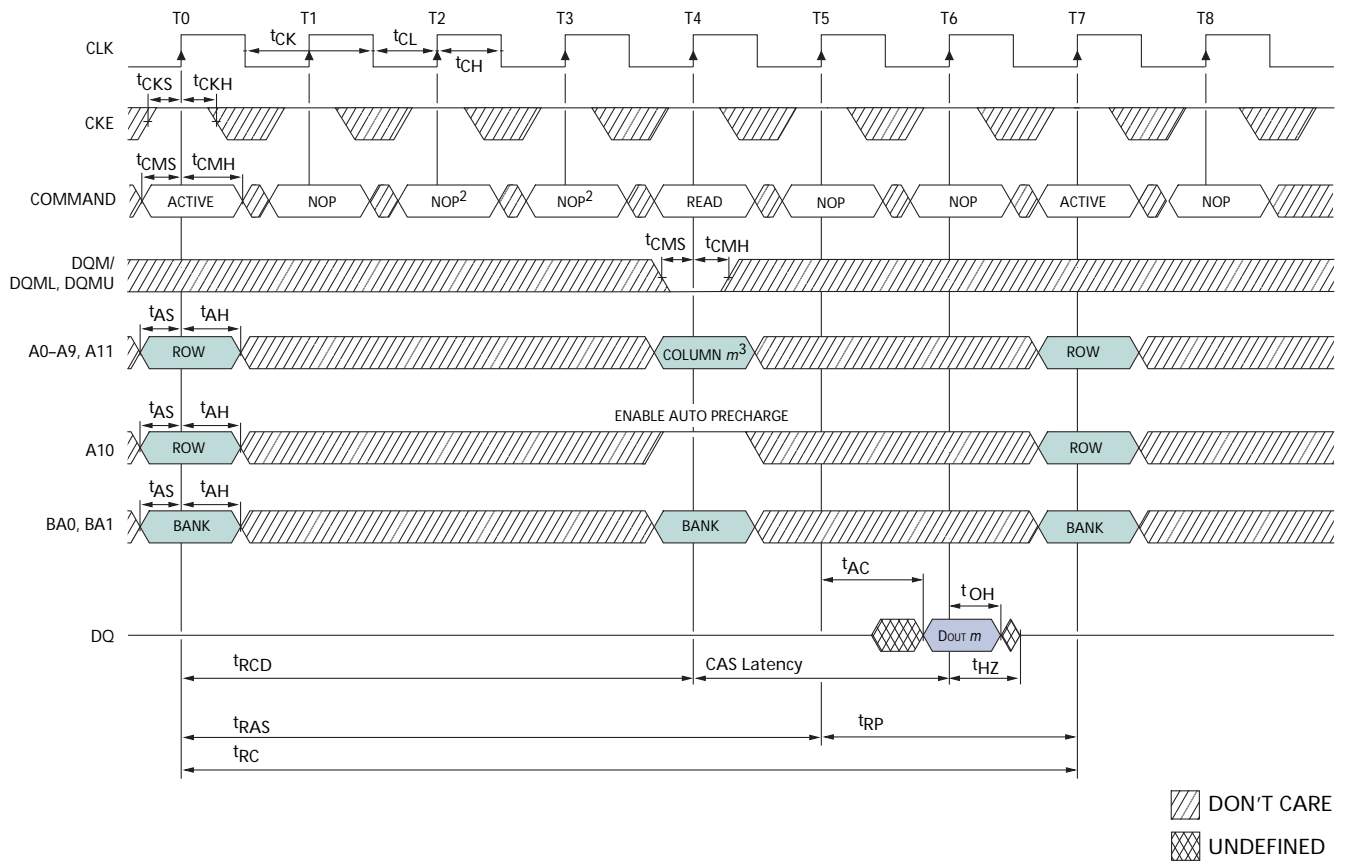 T0 T1 T2 T3 T4 T5 T6 T7 T8
CLK
tCK tCL
tCH
tCKS tCKH
CKE
tCMS tCMH
COMMAND ACTIVE NOP NOP2 NOP2 READ NOP NOP ACTIVE NOP
tCMS tCMH
DQM/
DQML, DQMU
tAS tAH
A0–A9, A11 ROW COLUMN m3 ROW
ENABLE AUTO PRECHARGE
tAS tAH
A10 ROW ROW
tAS tAH
BA0, BA1 BANK BANK BANK
tAC
tOH
DQ DOUT m
tRCD CAS Latency tHZ
tRAS tRP
tRC
DON'T CARE
UNDEFINED